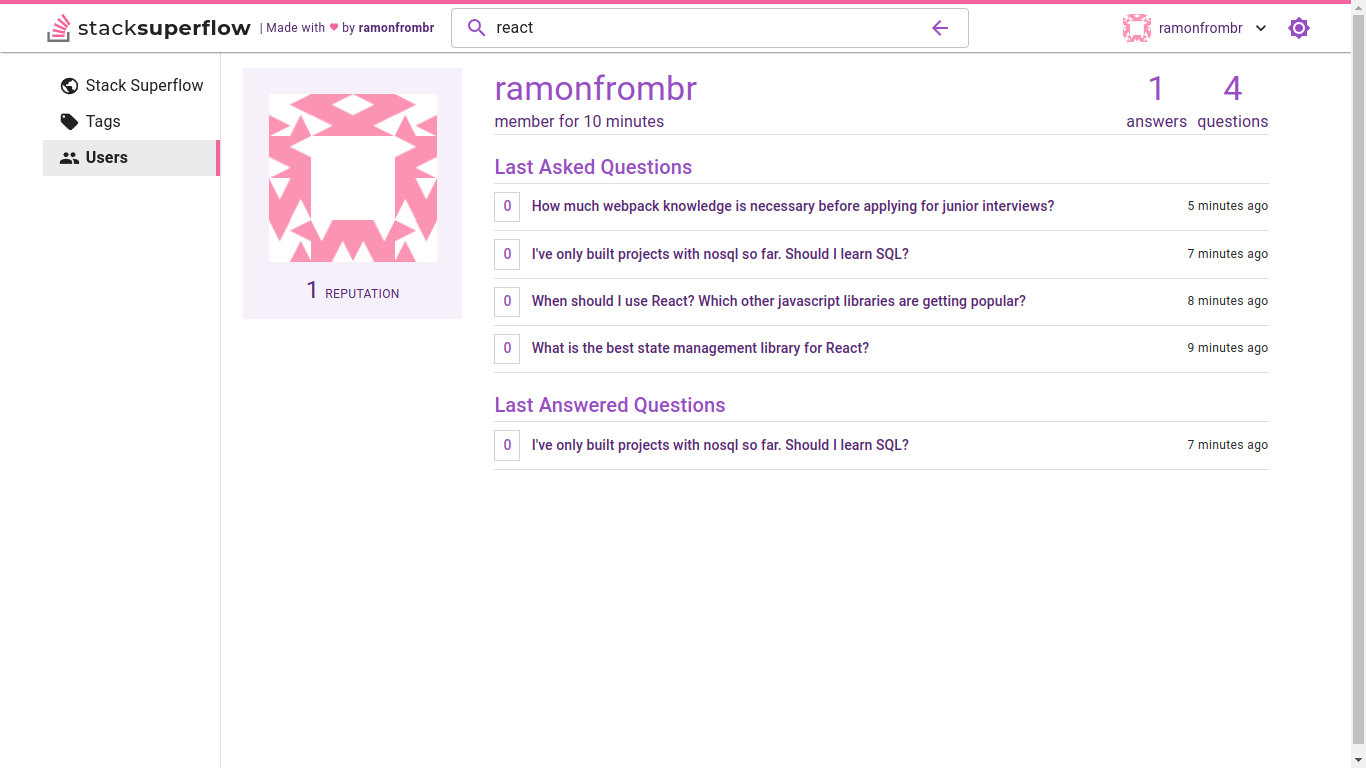 stacksuperflow | Made with ❤ by ramonfrombr
react
ramonfrombr
Stack Superflow
Tags
Users
1 REPUTATION
ramonfrombr
member for 10 minutes
1 answers
4 questions
Last Asked Questions
0 How much webpack knowledge is necessary before applying for junior interviews? 5 minutes ago
0 I've only built projects with nosql so far. Should I learn SQL? 7 minutes ago
0 When should I use React? Which other javascript libraries are getting popular? 8 minutes ago
0 What is the best state management library for React? 9 minutes ago
Last Answered Questions
0 I've only built projects with nosql so far. Should I learn SQL? 7 minutes ago